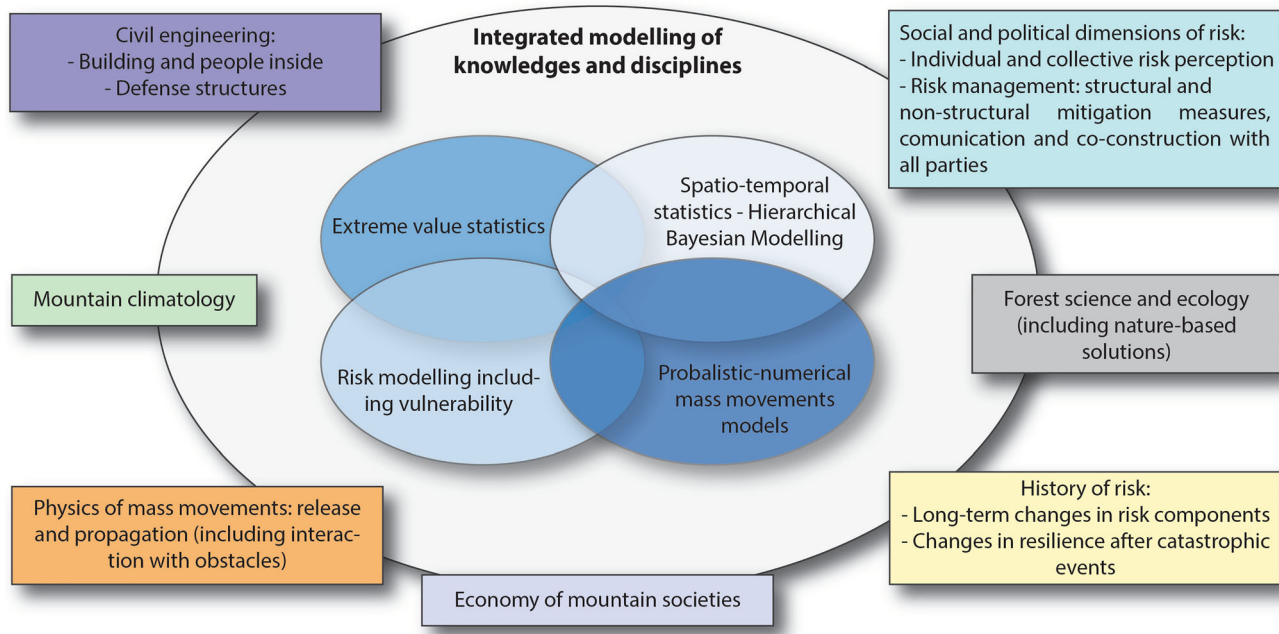 Civil engineering:
- Building and people inside
- Defense structures
Integrated modelling of
knowledges and disciplines
Social and political dimensions of risk:
- Individual and collective risk perception
- Risk management: structural and
non-structural mitigation measures,
comunication and co-construction with
all parties
Extreme value statistics
Spatio-temporal
statistics - Hierarchical
Bayesian Modelling
Mountain climatology
Forest science and ecology
(including nature-based
solutions)
Risk modelling includ-
ing vulnerability
Probalistic-numerical
mass movements
models
Physics of mass movements: release
and propagation (including interac-
tion with obstacles)
History of risk:
- Long-term changes in risk components
- Changes in resilience after catastrophic
events
Economy of mountain societies